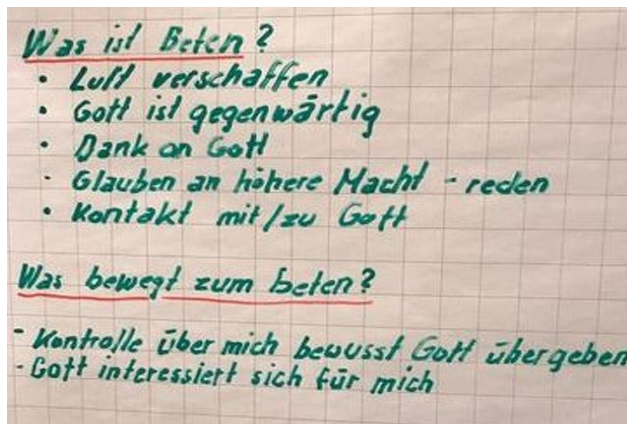 Was ist Beten?
• Luft verschaffen
• Gott ist gegenwärtig
• Dank an Gott
- Glauben an höhere Macht - reden
• Kontakt mit/zu Gott
Was bewegt zum beten?
- Kontrolle über mich bewusst Gott übergeben
- Gott interessiert sich für mich